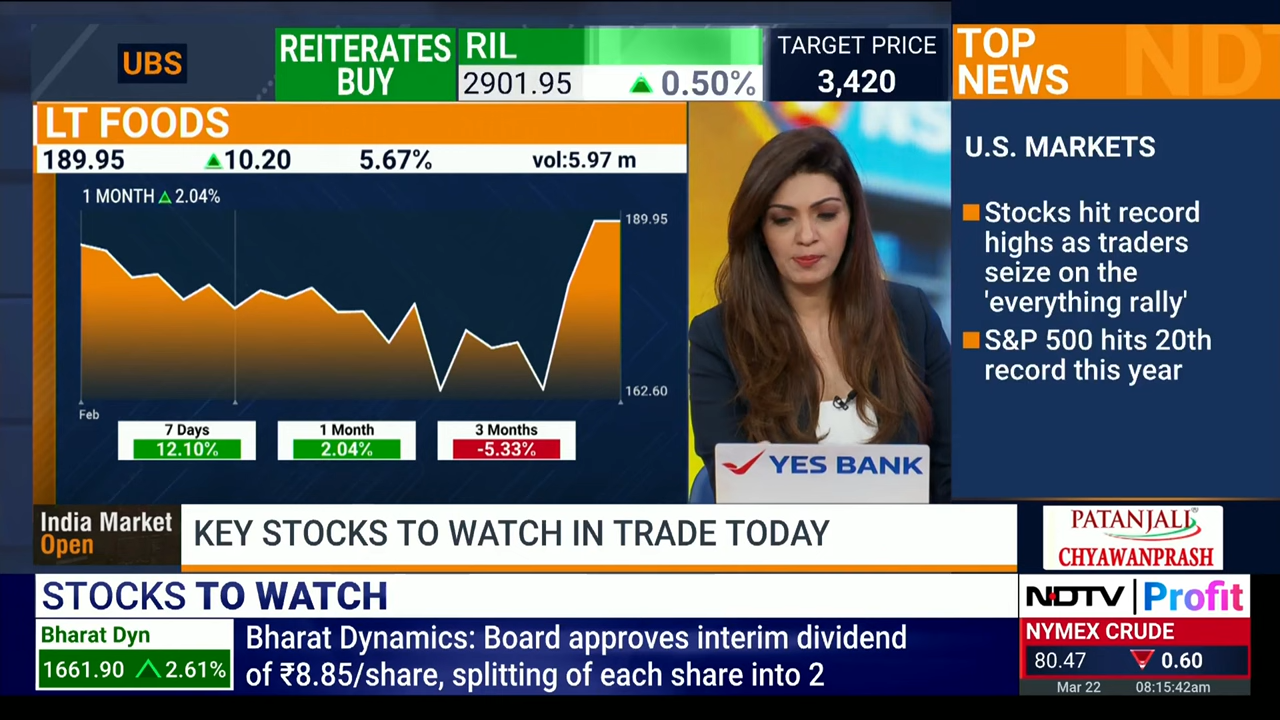 UBS
REITERATES
BUY
RIL
2901.95
0.50%
TARGET PRICE
3,420
TOP
NEWS
LT FOODS
189.95
10.20
5.67%
vol:5.97 m
1 MONTH 2.04%
189.95
162.60
Feb
7 Days
12.10%
1 Month
2.04%
3 Months
-5.33%
YES BANK
U.S. MARKETS
Stocks hit record
highs as traders
seize on the
'everything rally'
S&P 500 hits 20th
record this year
India Market
Open
KEY STOCKS TO WATCH IN TRADE TODAY
PATANJALI
CHYAWANPRASH
STOCKS TO WATCH
NDTV Profit
Bharat Dyn
1661.90 2.61%
Bharat Dynamics: Board approves interim dividend
of ₹8.85/share, splitting of each share into 2
NYMEX CRUDE
80.47 0.60
Mar 22 08:15:42am